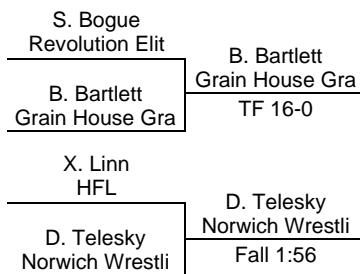 S. Bogue
Revolution Elit
B. Bartlett
Grain House Gra
B. Bartlett
Grain House Gra
TF 16-0
X. Linn
HFL
D. Telesky
Norwich Wrestli
D. Telesky
Norwich Wrestli
Fall 1:56